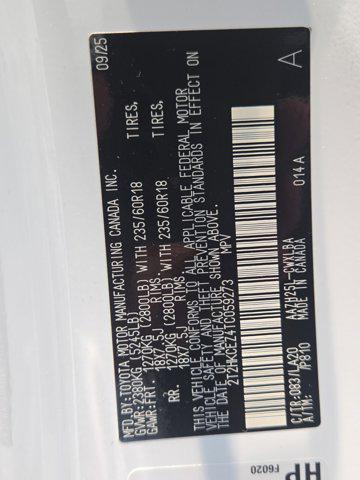 MFD.BY:TOYOTA MOTOR MANUFACTURING CANADA INC. 09/25
GVWR:2380KG (5245LB)
GAWR:FRT. 1270KG (2800LB) WITH 235/60R18 TIRES,
18X7.5J RIMS
RR. 1270KG (2800LB) WITH 235/60R18 TIRES,
18X7.5J RIMS
THIS VEHICLE CONFORMS TO ALL APPLICABLE FEDERAL MOTOR
VEHICLE SAFETY AND THEFT PREVENTION STANDARDS IN EFFECT ON
THE DATE OF MANUFACTURE SHOWN ABOVE.
MPV
C/TR:083/LA20 AAZH25L-CWXLBA
A/TM: /P810 MADE IN CANADA 014A A
HP
F6020